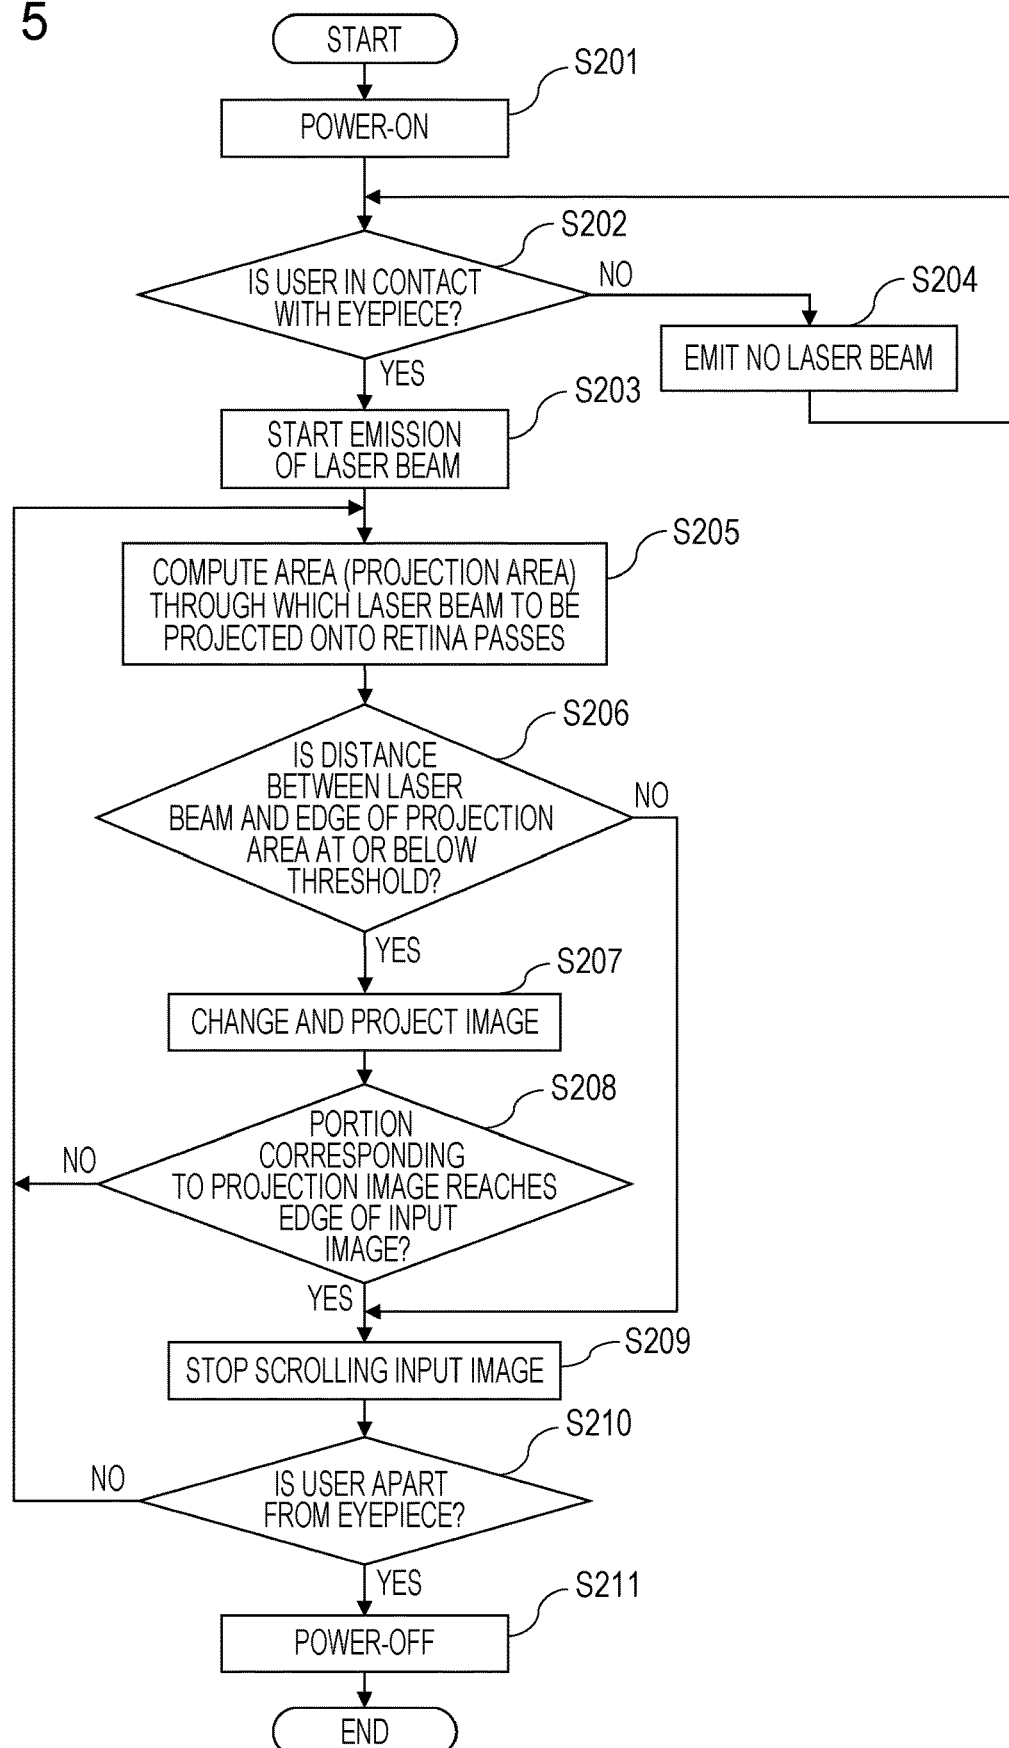 5
START
S201
POWER-ON
S202
IS USER IN CONTACT
WITH EYEPIECE?
NO
S204
EMIT NO LASER BEAM
YES
S203
START EMISSION
OF LASER BEAM
S205
COMPUTE AREA (PROJECTION AREA)
THROUGH WHICH LASER BEAM TO BE
PROJECTED ONTO RETINA PASSES
S206
IS DISTANCE
BETWEEN LASER
BEAM AND EDGE OF PROJECTION
AREA AT OR BELOW
THRESHOLD?
NO
YES
S207
CHANGE AND PROJECT IMAGE
S208
PORTION
CORRESPONDING
TO PROJECTION IMAGE REACHES
EDGE OF INPUT
IMAGE?
NO
YES
S209
STOP SCROLLING INPUT IMAGE
S210
IS USER APART
FROM EYEPIECE?
NO
YES
S211
POWER-OFF
END